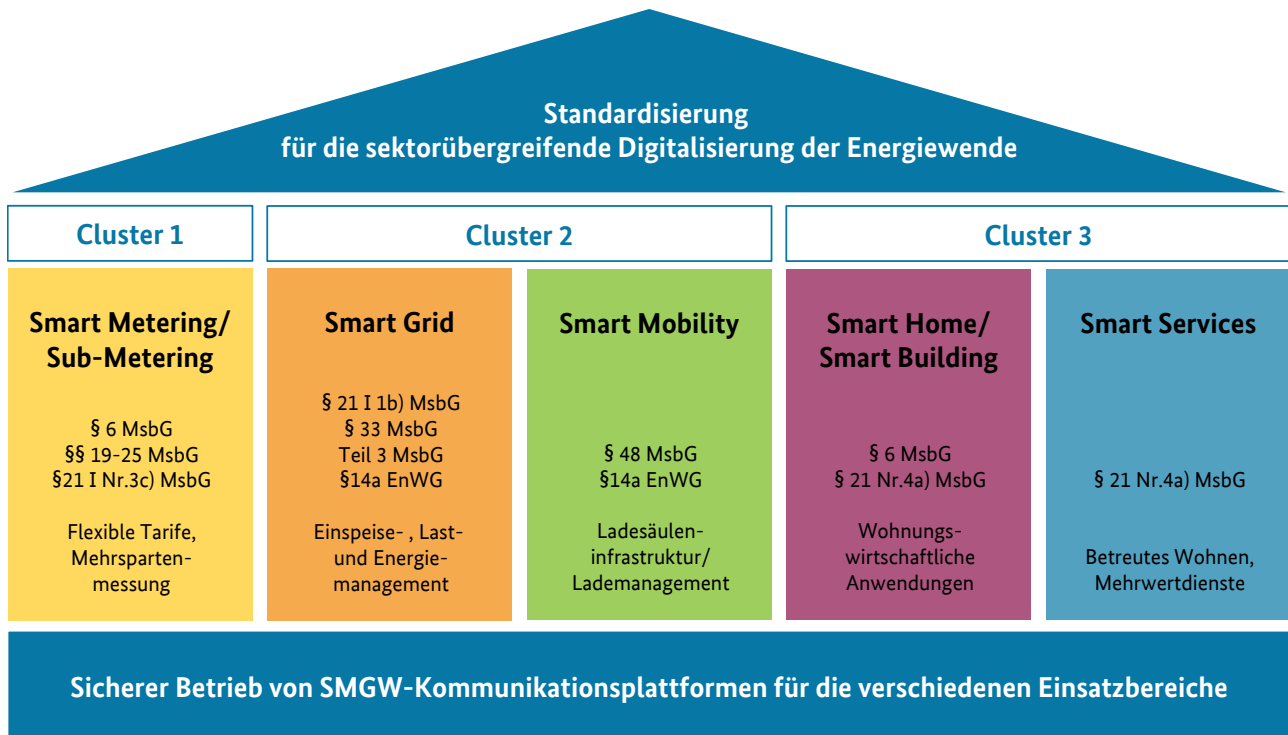 Standardisierung
für die sektorübergreifende Digitalisierung der Energiewende
Cluster 1
Cluster 2
Cluster 3
Smart Metering/
Sub-Metering
§ 6 MsbG
§§ 19-25 MsbG
§21 I Nr.3c) MsbG
Flexible Tarife,
Mehrsparten-
messung
Smart Grid
§ 21 I 1b) MsbG
§ 33 MsbG
Teil 3 MsbG
§14a EnWG
Einspeise- , Last-
und Energie-
management
Smart Mobility
§ 48 MsbG
§14a EnWG
Ladesäulen-
infrastruktur/
Lademanagement
Smart Home/
Smart Building
§ 6 MsbG
§ 21 Nr.4a) MsbG
Wohnungs-
wirtschaftliche
Anwendungen
Smart Services
§ 21 Nr.4a) MsbG
Betreutes Wohnen,
Mehrwertdienste
Sicherer Betrieb von SMGW-Kommunikationsplattformen für die verschiedenen Einsatzbereiche